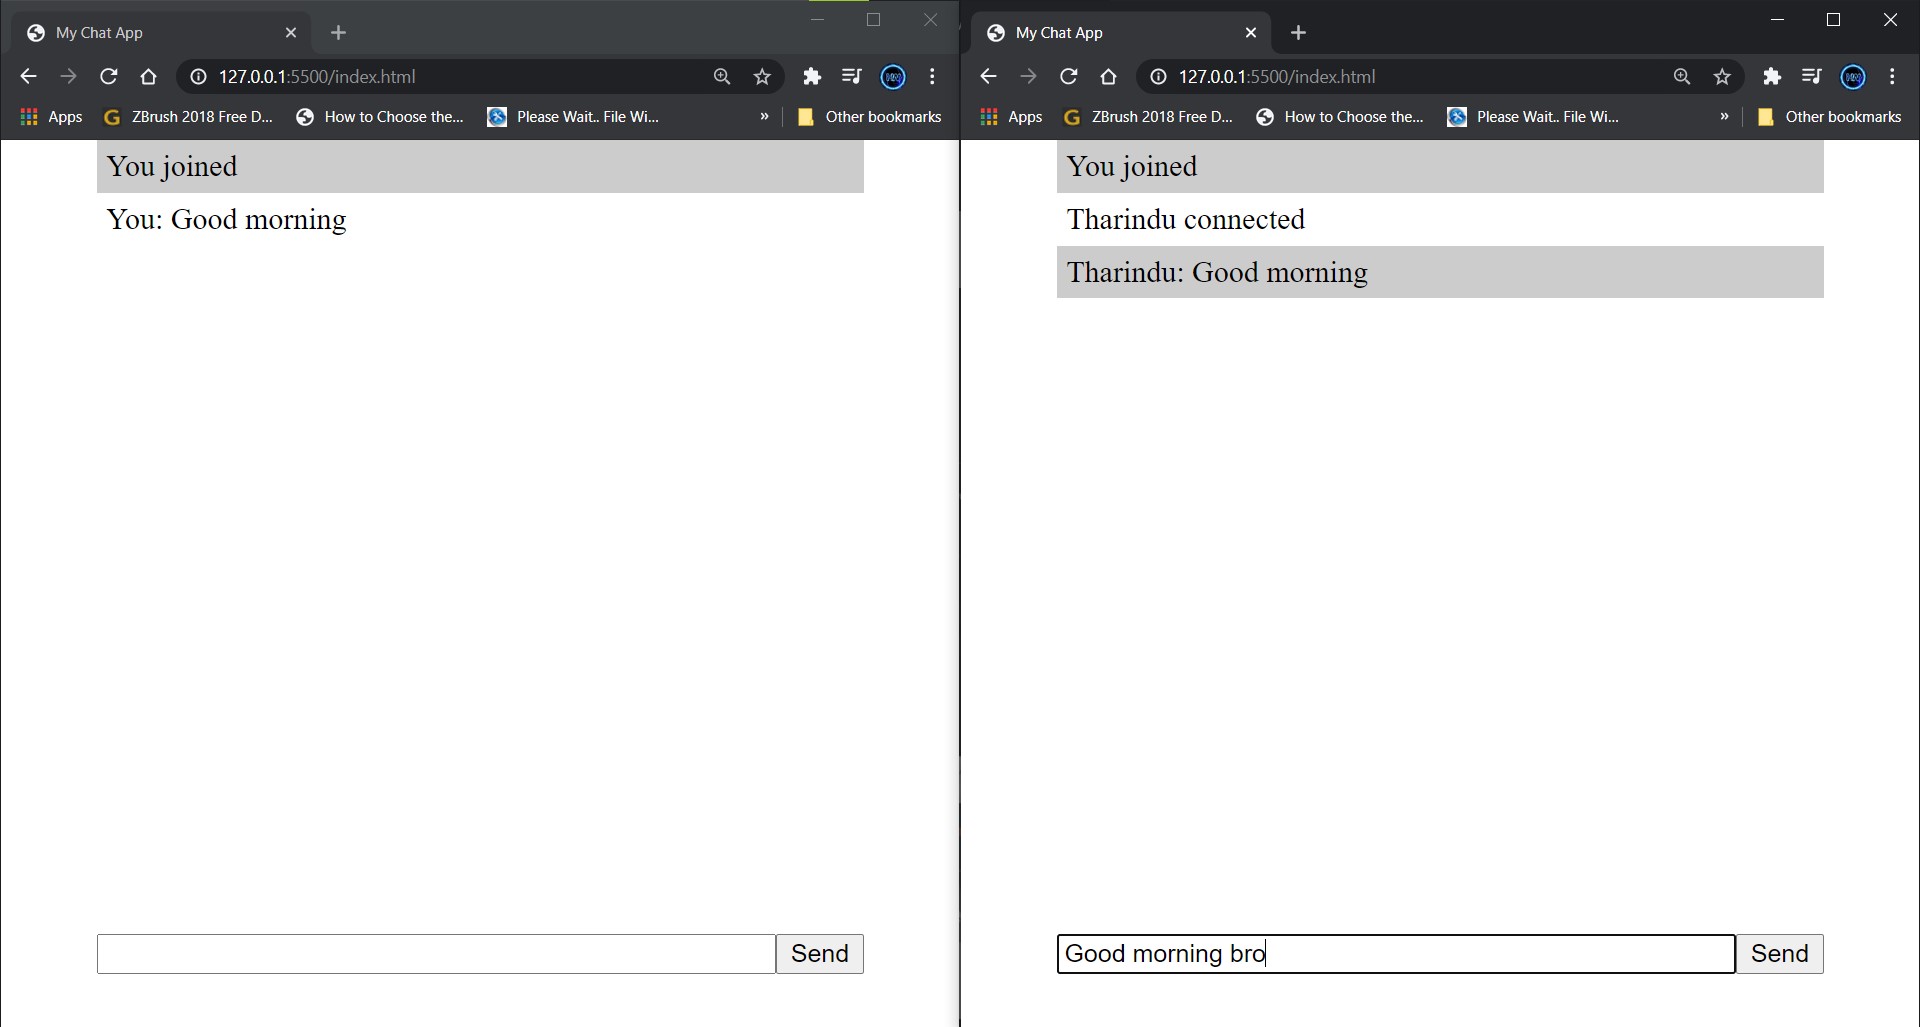 My Chat App
127.0.0.1:5500/index.html
Apps ZBrush 2018 Free D... How to Choose the... Please Wait.. File Wi... » Other bookmarks
You joined
You: Good morning
Send
My Chat App
127.0.0.1:5500/index.html
Apps ZBrush 2018 Free D... How to Choose the... Please Wait.. File Wi... » Other bookmarks
You joined
Tharindu connected
Tharindu: Good morning
Good morning bro
Send